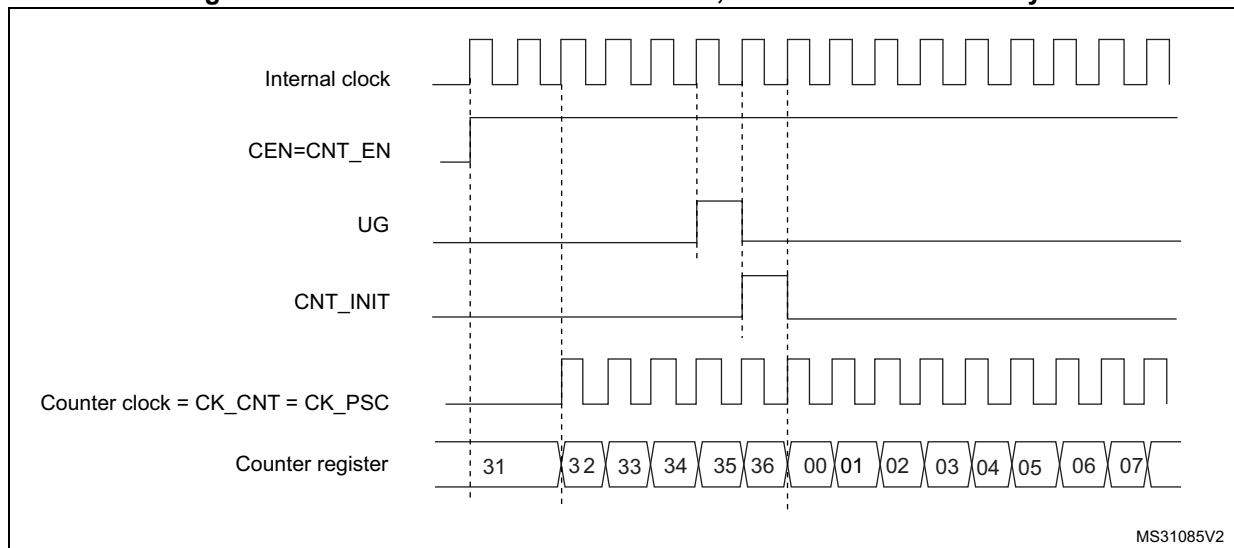 Internal clock
CEN=CNT_EN
UG
CNT_INIT
Counter clock = CK_CNT = CK_PSC
Counter register 31 32 33 34 35 36 00 01 02 03 04 05 06 07
MS31085V2